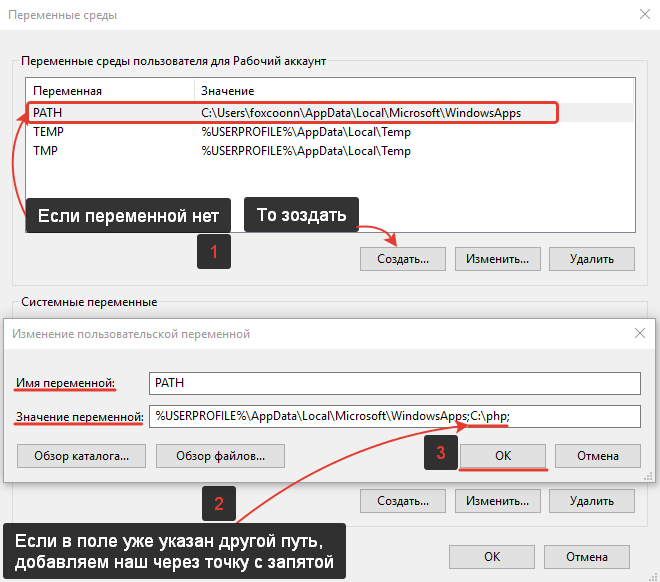 Переменные среды
Переменные среды пользователя для Рабочий аккаунт
Переменная Значение
PATH C:\Users\foxcoonn\AppData\Local\Microsoft\WindowsApps
TEMP %USERPROFILE%\AppData\Local\Temp
TMP %USERPROFILE%\AppData\Local\Temp
Если переменной нет
То зоздать
1
Создать... Изменить... Удалить
Системные переменные
Изменение пользовательской переменной
Имя переменной: PATH
Значение переменной: %USERPROFILE%\AppData\Local\Microsoft\WindowsApps;C:\php;
Обзор каталога... Обзор файлов... 3 ОК Отмена
2
Создать... Изменить... Удалить
Если в поле уже указан другой путь,
добавляем наш через точку с запятой
ОК Отмена